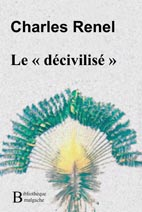 Charles Renel
Le « décivilisé »
Bibliothèque
malgache